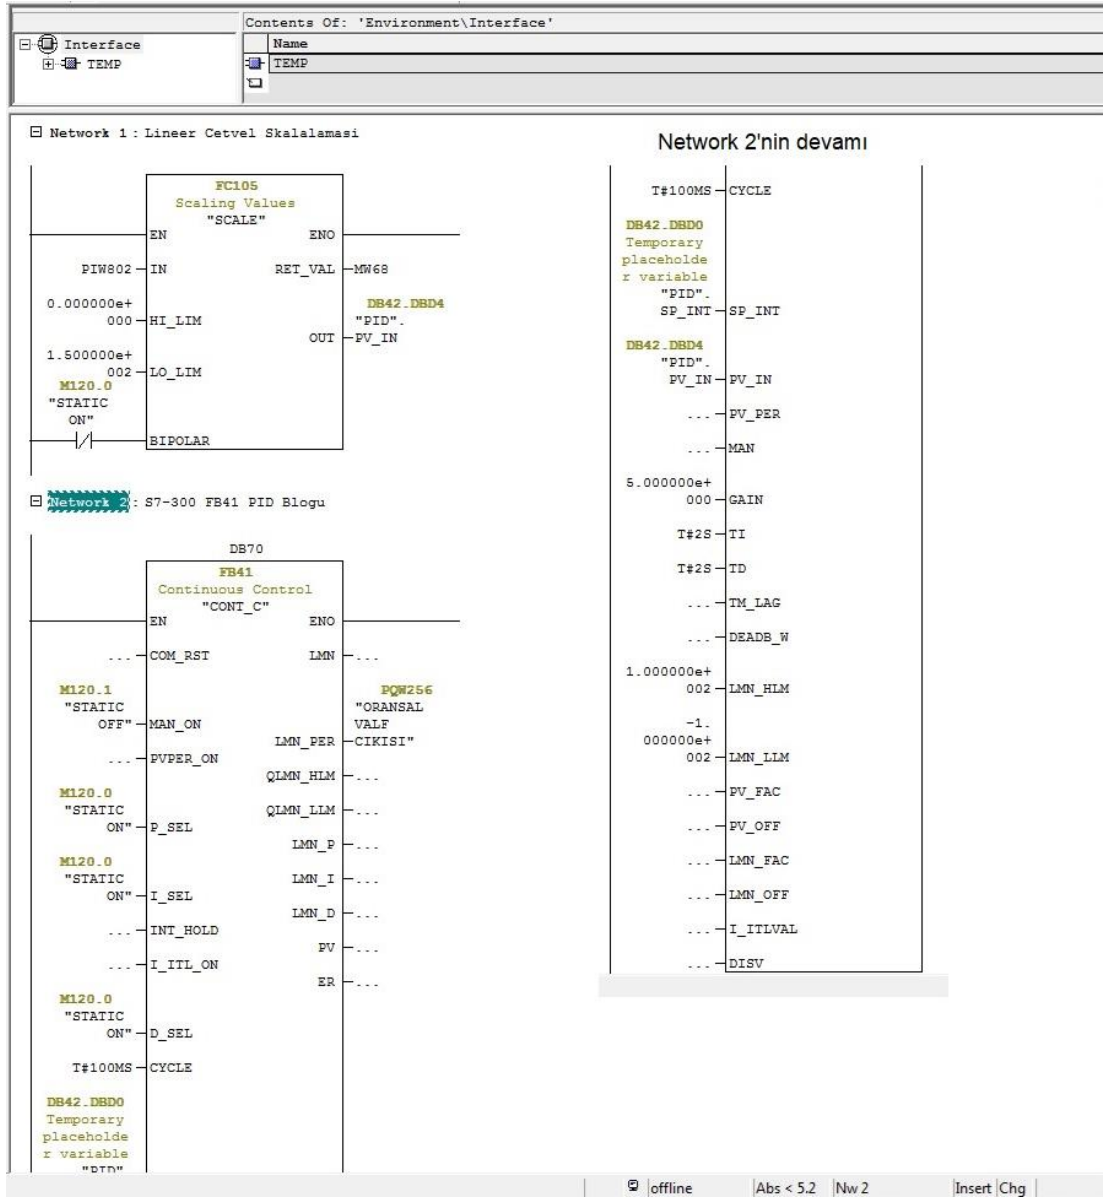 Contents Of: 'Environment\Interface'
Interface
Name
TEMP
TEMP
Network 1 : Lineer Cetvel Skalalamasi
FC105
Scaling Values
"SCALE"
EN ENO
PIW802 IN RET_VAL MW68
0.000000e+
000 HI_LIM
DB42.DBD4
"PID".
OUT PV_IN
1.500000e+
002 LO_LIM
M120.0
"STATIC
ON"
BIPOLAR
Network 2 : S7-300 FB41 PID Blogu
DB70
FB41
Continuous Control
"CONT_C"
EN ENO
... COM_RST LMN ...
M120.1
"STATIC
OFF" MAN_ON
PQW256
"ORANSAL
VALF
LMN_PER CIKISI"
... PVPER_ON
QLMN_HLM ...
M120.0
"STATIC
ON" P_SEL
QLMN_LLM ...
LMN_P ...
M120.0
"STATIC
ON" I_SEL
LMN_I ...
LMN_D ...
... INT_HOLD
PV ...
... I_ITL_ON
ER ...
M120.0
"STATIC
ON" D_SEL
T#100MS CYCLE
DB42.DBD0
Temporary
placeholde
r variable
"PID"
Network 2'nin devamı
T#100MS CYCLE
DB42.DBD0
Temporary
placeholde
r variable
"PID".
SP_INT SP_INT
DB42.DBD4
"PID".
PV_IN PV_IN
... PV_PER
... MAN
5.000000e+
000 GAIN
T#2S TI
T#2S TD
... TM_LAG
... DEADB_W
1.000000e+
002 LMN_HLM
-1.
000000e+
002 LMN_LLM
... PV_FAC
... PV_OFF
... LMN_FAC
... LMN_OFF
... I_ITLVAL
... DISV
offline Abs < 5.2 Nw 2 Insert Chg